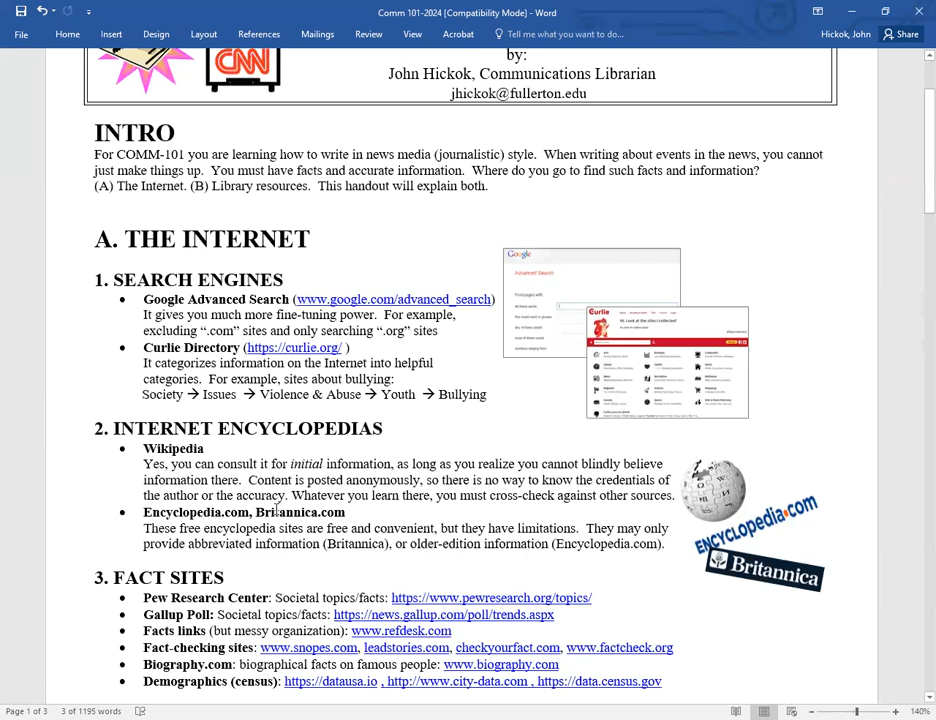 Comm 101-2024 [Compatibility Mode] - Word
File Home Insert Design Layout References Mailings Review View Acrobat Tell me what you want to do... Hickok, John Share
CNN
by:
John Hickok, Communications Librarian
jhickok@fullerton.edu
INTRO
For COMM-101 you are learning how to write in news media (journalistic) style. When writing about events in the news, you cannot
just make things up. You must have facts and accurate information. Where do you go to find such facts and information?
(A) The Internet. (B) Library resources. This handout will explain both.
A. THE INTERNET
1. SEARCH ENGINES
• Google Advanced Search (www.google.com/advanced_search)
It gives you much more fine-tuning power. For example,
excluding “.com” sites and only searching “.org” sites
• Curlie Directory (https://curlie.org/ )
It categorizes information on the Internet into helpful
categories. For example, sites about bullying:
Society → Issues → Violence & Abuse → Youth → Bullying
Google
Advanced Search
Find pages with
Curlie
2. INTERNET ENCYCLOPEDIAS
• Wikipedia
Yes, you can consult it for initial information, as long as you realize you cannot blindly believe
information there. Content is posted anonymously, so there is no way to know the credentials of
the author or the accuracy. Whatever you learn there, you must cross-check against other sources.
• Encyclopedia.com, Britannica.com
These free encyclopedia sites are free and convenient, but they have limitations. They may only
provide abbreviated information (Britannica), or older-edition information (Encyclopedia.com).
ENCYCLOPEDIA.com
Britannica
3. FACT SITES
• Pew Research Center: Societal topics/facts: https://www.pewresearch.org/topics/
• Gallup Poll: Societal topics/facts: https://news.gallup.com/poll/trends.aspx
• Facts links (but messy organization): www.refdesk.com
• Fact-checking sites: www.snopes.com, leadstories.com, checkyourfact.com, www.factcheck.org
• Biography.com: biographical facts on famous people: www.biography.com
• Demographics (census): https://datausa.io , http://www.city-data.com , https://data.census.gov
Page 1 of 3 3 of 1195 words 140%